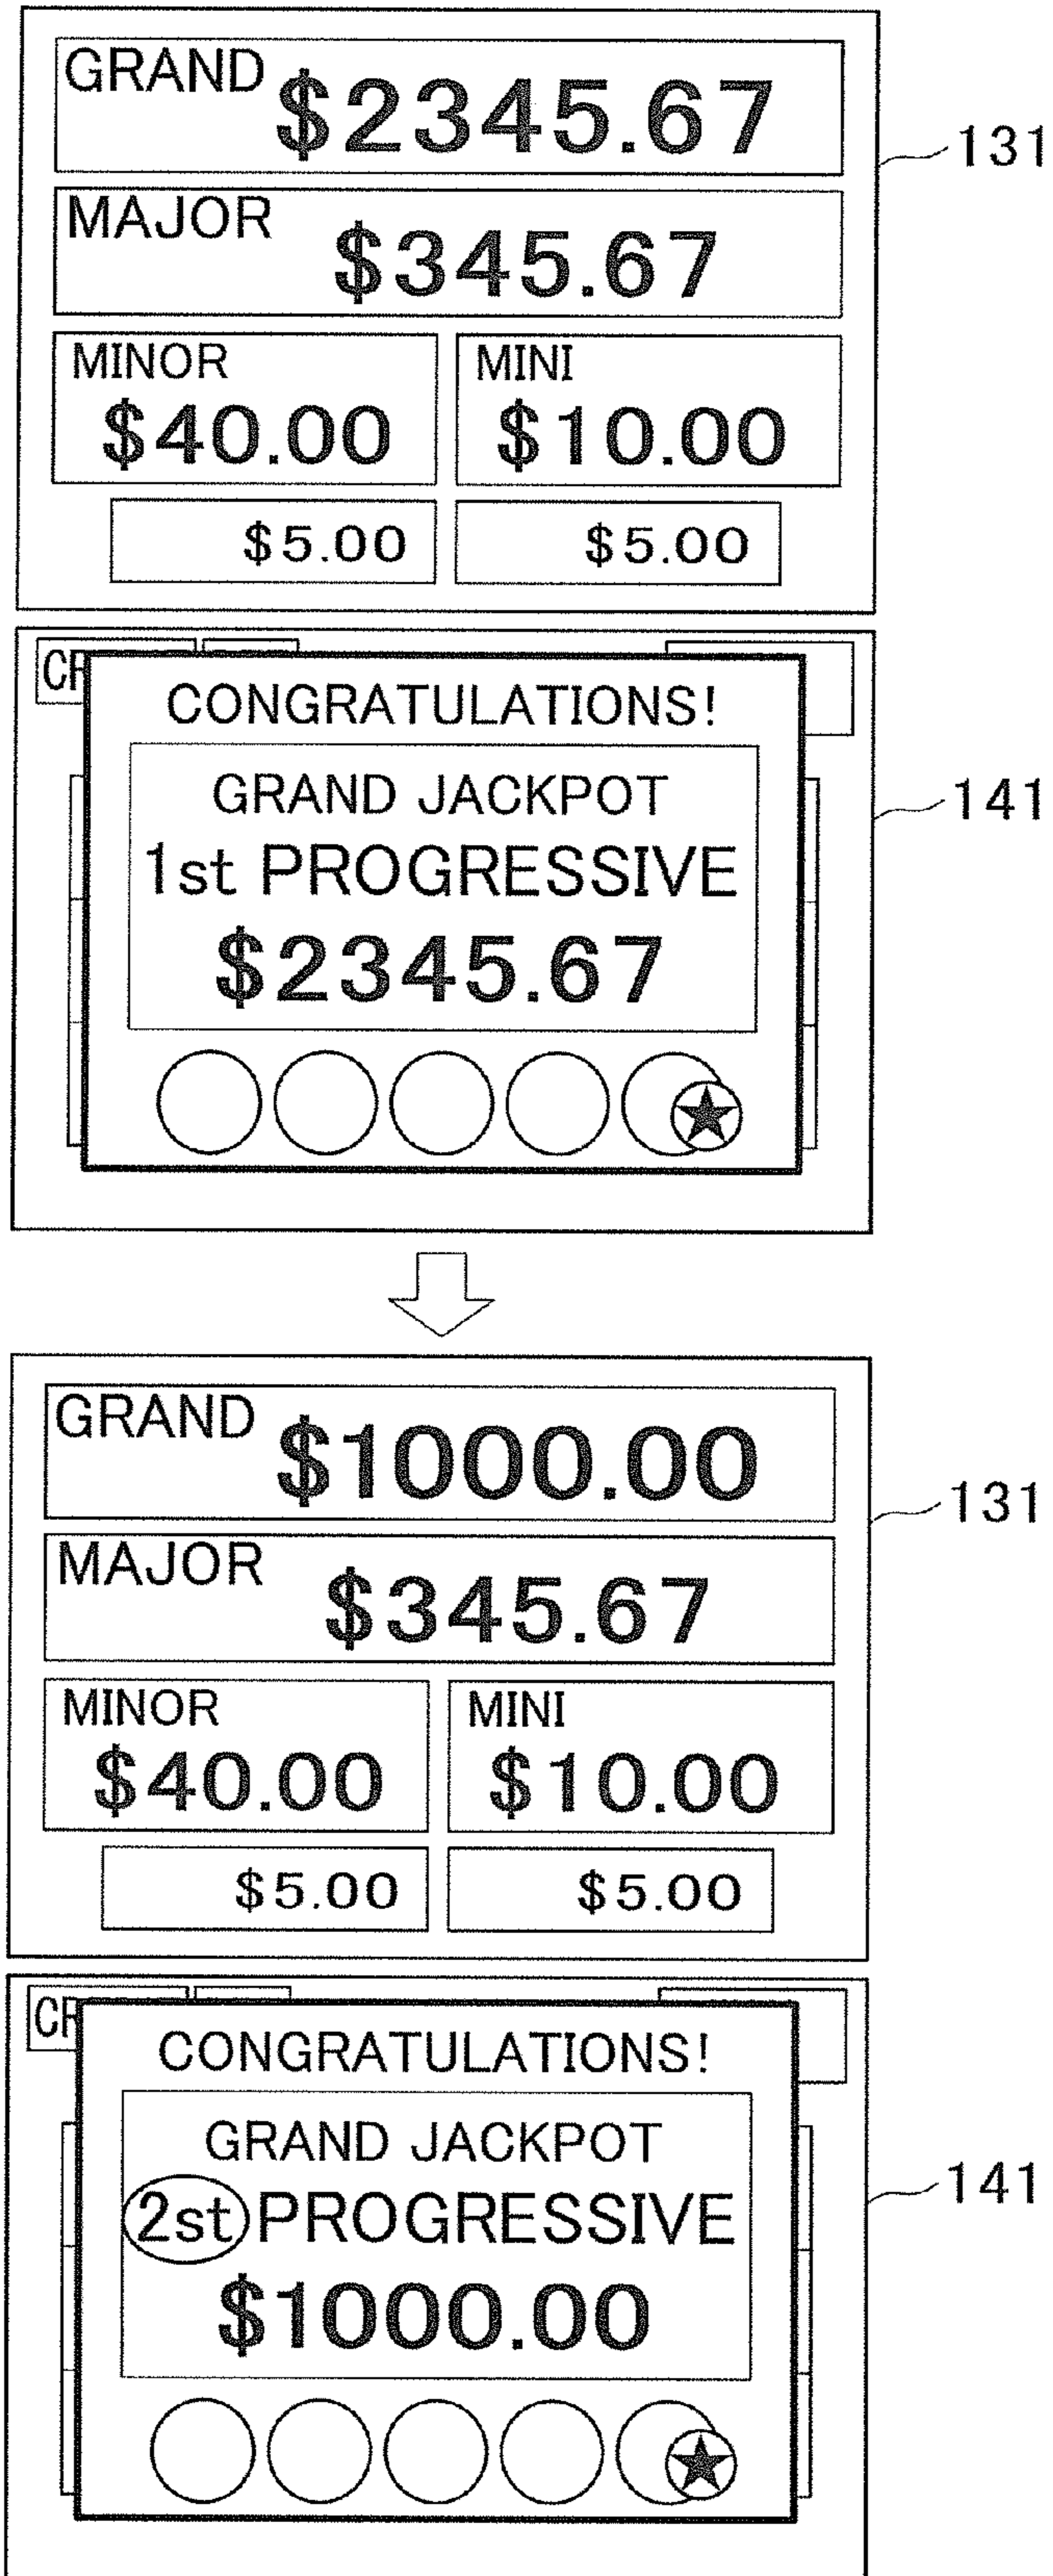 GRAND $2345.67
131
MAJOR $345.67
MINOR MINI
$40.00 $10.00
$5.00 $5.00
CR
CONGRATULATIONS!
GRAND JACKPOT
141
1st PROGRESSIVE
$2345.67
GRAND $1000.00
131
MAJOR $345.67
MINOR MINI
$40.00 $10.00
$5.00 $5.00
CR
CONGRATULATIONS!
GRAND JACKPOT
141
2st PROGRESSIVE
$1000.00